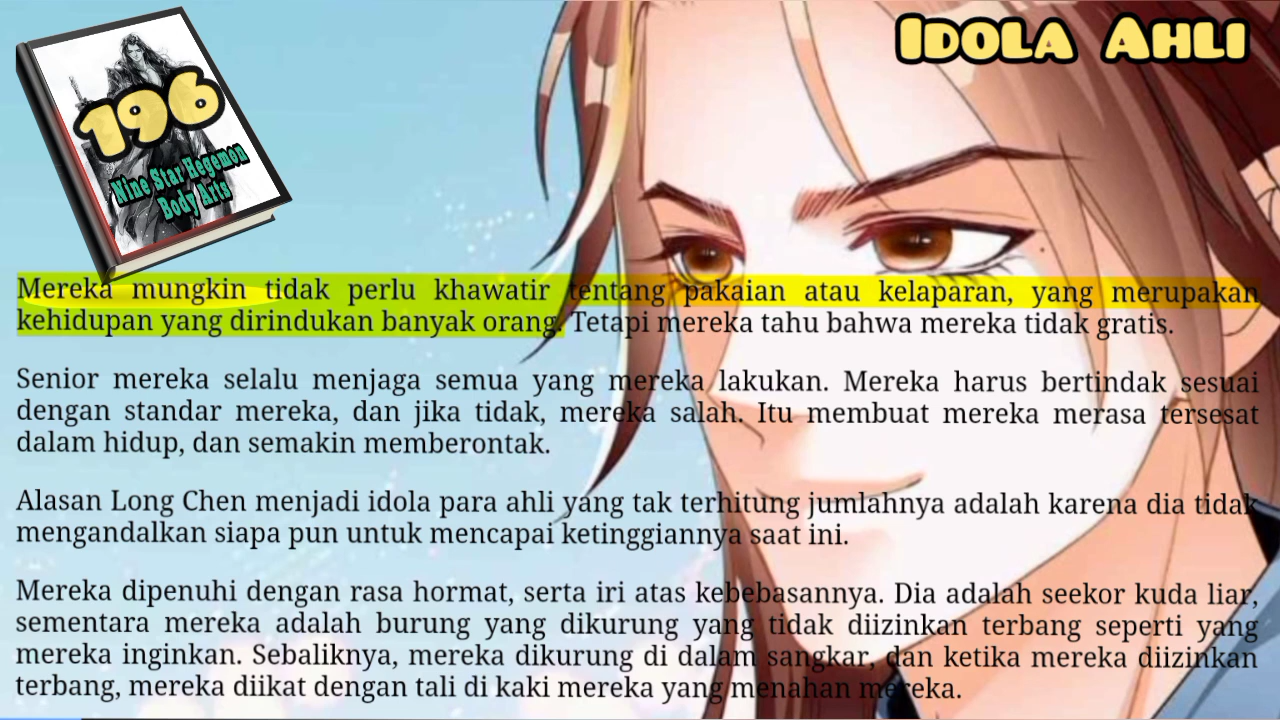 Idola Ahli
196
Nine Star Hegemon
Body Arts
Mereka mungkin tidak perlu khawatir tentang pakaian atau kelaparan, yang merupakan
kehidupan yang dirindukan banyak orang. Tetapi mereka tahu bahwa mereka tidak gratis.
Senior mereka selalu menjaga semua yang mereka lakukan. Mereka harus bertindak sesuai
dengan standar mereka, dan jika tidak, mereka salah. Itu membuat mereka merasa tersesat
dalam hidup, dan semakin memberontak.
Alasan Long Chen menjadi idola para ahli yang tak terhitung jumlahnya adalah karena dia tidak
mengandalkan siapa pun untuk mencapai ketinggiannya saat ini.
Mereka dipenuhi dengan rasa hormat, serta iri atas kebebasannya. Dia adalah seekor kuda liar,
sementara mereka adalah burung yang dikurung yang tidak diizinkan terbang seperti yang
mereka inginkan. Sebaliknya, mereka dikurung di dalam sangkar, dan ketika mereka diizinkan
terbang, mereka diikat dengan tali di kaki mereka yang menahan mereka.